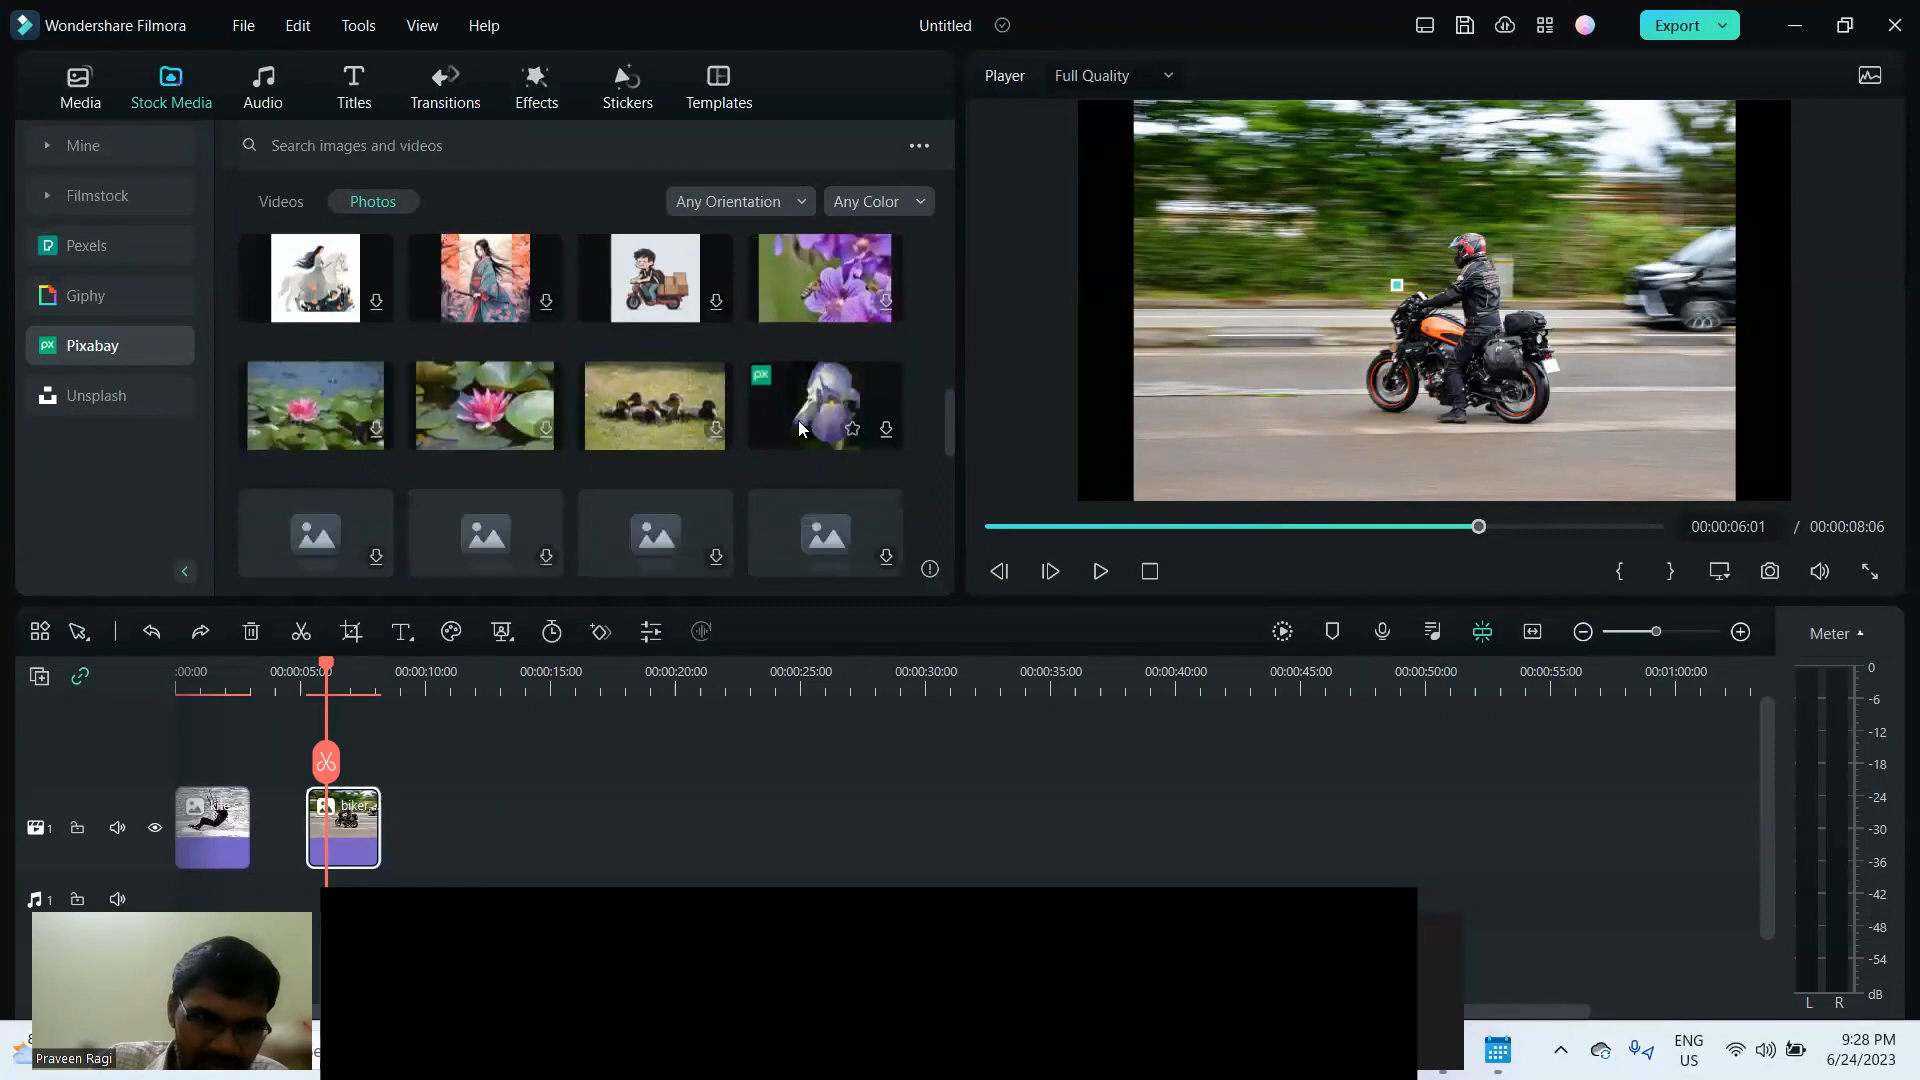 Wondershare Filmora File Edit Tools View Help Untitled Export
Media Stock Media Audio Titles Transitions Effects Stickers Templates
Player Full Quality
Mine
Filmstock
Pexels
Giphy
Pixabay
Unsplash
Search images and videos
Videos Photos Any Orientation Any Color
px
00:00:06:01 / 00:00:08:06
Meter
:00:00 00:00:05:00 00:00:10:00 00:00:15:00 00:00:20:00 00:00:25:00 00:00:30:00 00:00:35:00 00:00:40:00 00:00:45:00 00:00:50:00 00:00:55:00 00:01:00:00
0
-6
-12
-18
-24
-30
-36
-42
-48
-54
dB
L R
biker
1
1
Praveen Ragi
ENG
US
9:28 PM
6/24/2023